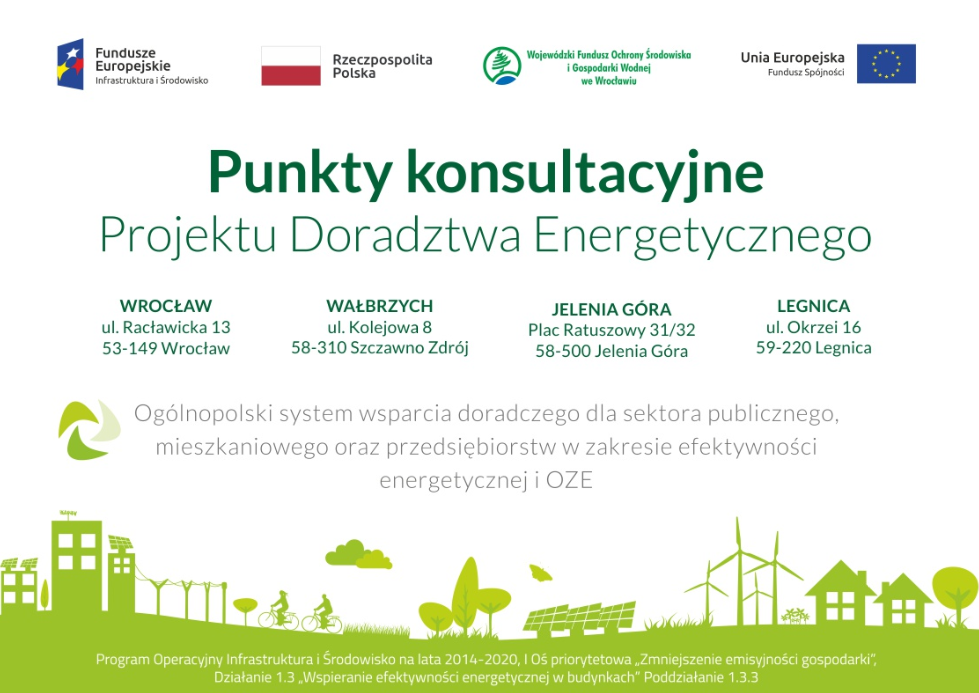 Fundusze
Europejskie
Infrastruktura i Środowisko
Rzeczpospolita
Polska
Wojewódzki Fundusz Ochrony Środowiska
i Gospodarki Wodnej
we Wrocławiu
Unia Europejska
Fundusz Spójności
Punkty konsultacyjne
Projektu Doradztwa Energetycznego
WROCŁAW
ul. Racławicka 13
53-149 Wrocław
WAŁBRZYCH
ul. Kolejowa 8
58-310 Szczawno Zdrój
JELENIA GÓRA
Plac Ratuszowy 31/32
58-500 Jelenia Góra
LEGNICA
ul. Okrzei 16
59-220 Legnica
Ogólnopolski system wsparcia doradczego dla sektora publicznego,
mieszkaniowego oraz przedsiębiorstw w zakresie efektywności
energetycznej i OZE
Program Operacyjny Infrastruktura i Środowisko na lata 2014-2020, I Oś priorytetowa „Zmniejszenie emisyjności gospodarki”,
Działanie 1.3 „Wspieranie efektywności energetycznej w budynkach” Poddziałanie 1.3.3